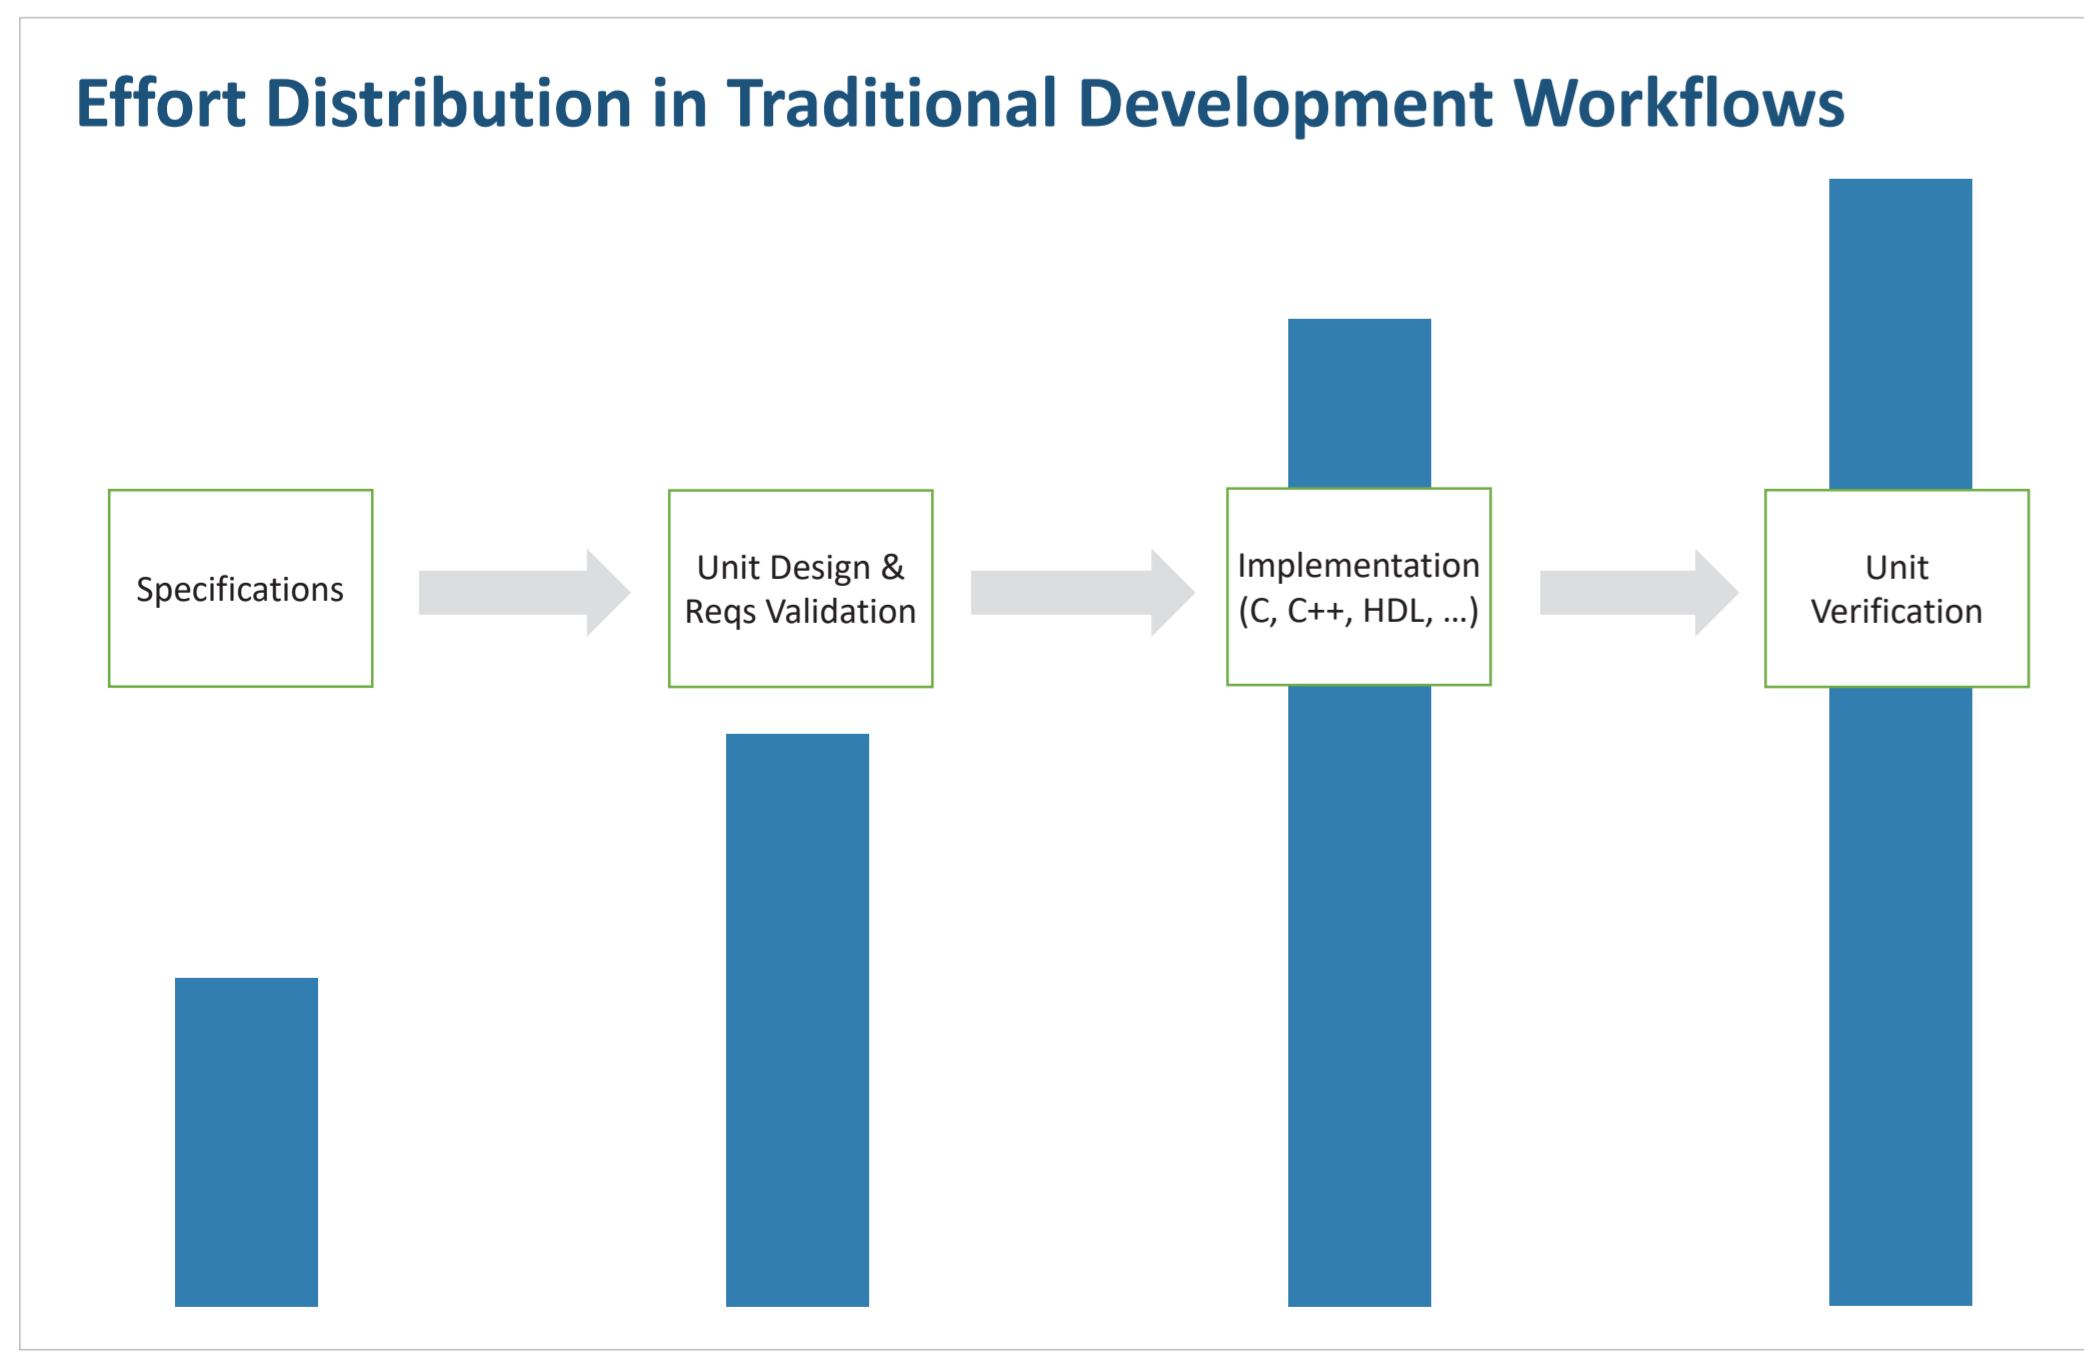 Effort Distribution in Traditional Development Workflows
Specifications
Unit Design &
Reqs Validation
Implementation
(C, C++, HDL, …)
Unit
Verification